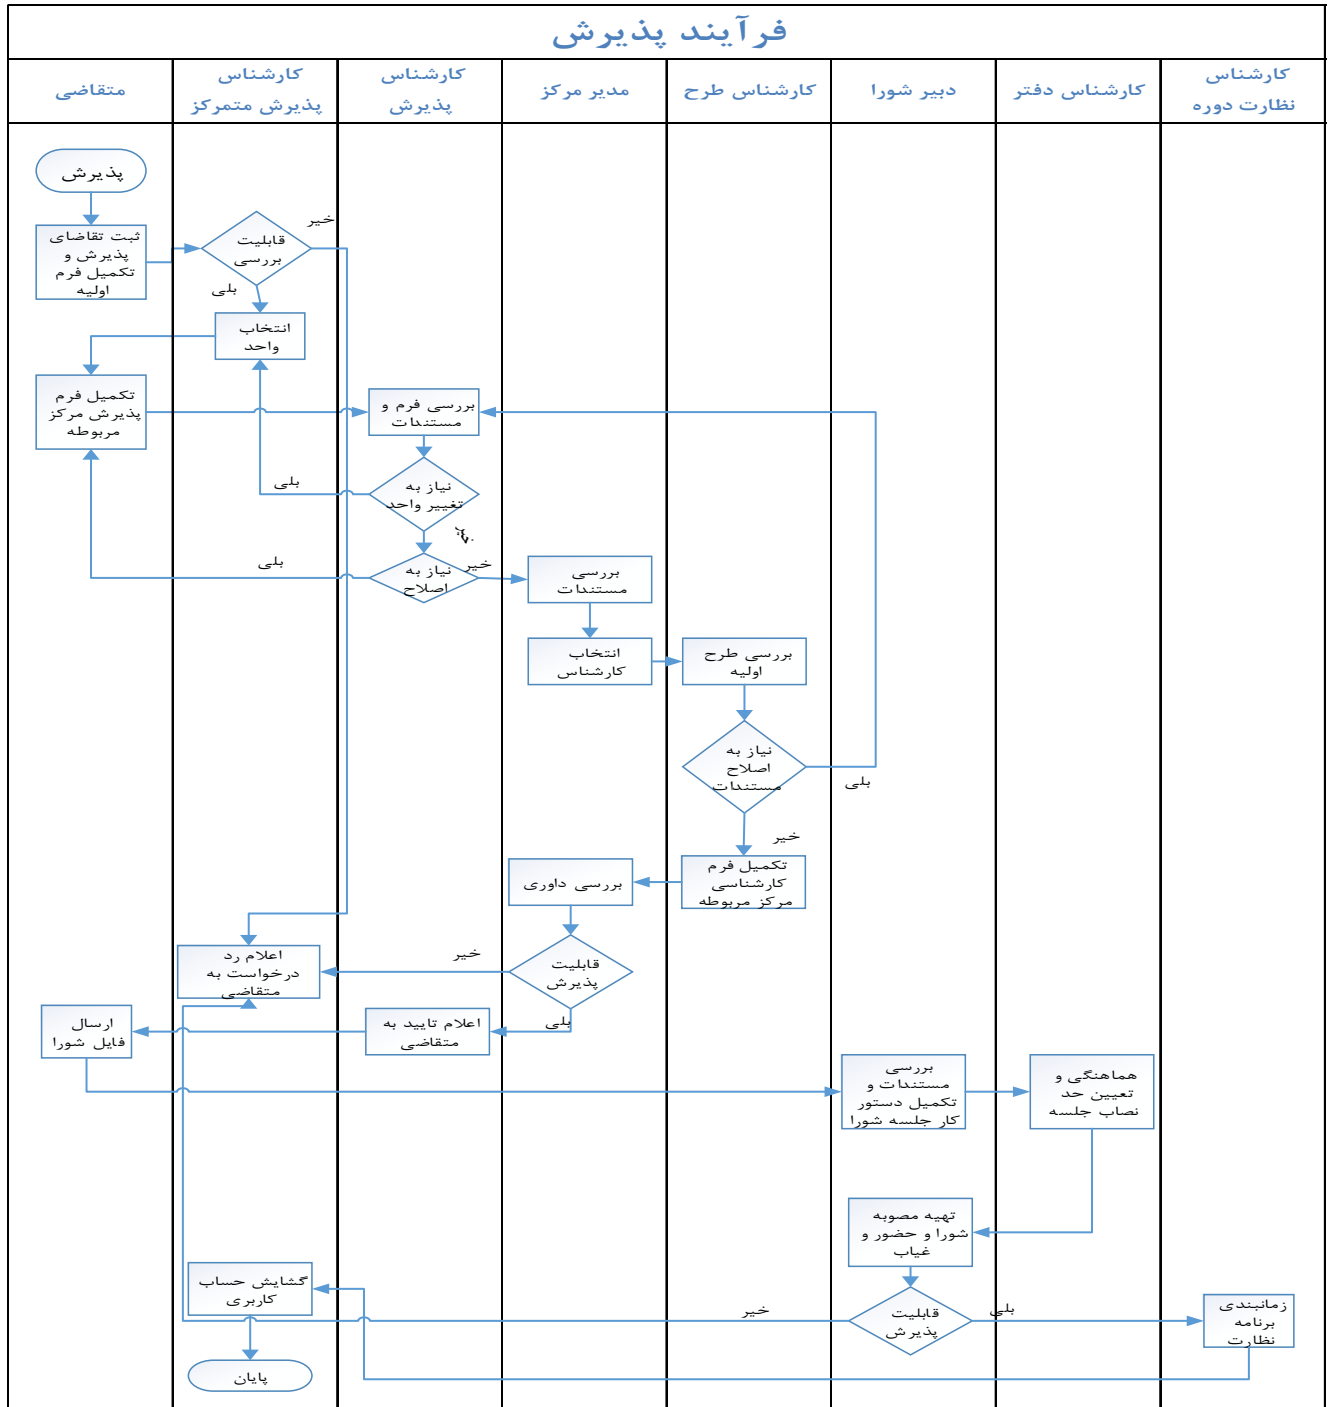 فرآیند پذیرش
کارشناس
نظارت دوره
کارشناس دفتر
دبیر شورا
کارشناس طرح
مدیر مرکز
کارشناس
پذیرش
کارشناس
پذیرش متمرکز
متقاضی
پذیرش
ثبت تقاضای
پذیرش و
تکمیل فرم
اولیه
قابلیت
بررسی
خیر
بلی
انتخاب
واحد
تکمیل فرم
پذیرش مرکز
مربوطه
بررسی فرم و
مستندات
نیاز به
تغییر واحد
بلی
خیر
نیاز به
اصلاح
بلی
خیر
بررسی
مستندات
انتخاب
کارشناس
بررسی طرح
اولیه
نیاز به
اصلاح
مستندات
بلی
خیر
تکمیل فرم
کارشناسی
مرکز مربوطه
بررسی داوری
قابلیت
پذیرش
خیر
بلی
اعلام رد
درخواست به
متقاضی
اعلام تایید به
متقاضی
ارسال
فایل شورا
بررسی
مستندات و
تکمیل دستور
کار جلسه شورا
هماهنگی و
تعیین حد
نصاب جلسه
تهیه مصوبه
شورا و حضور و
غیاب
قابلیت
پذیرش
خیر
بلی
زمانبندی
برنامه
نظارت
گشایش حساب
کاربری
پایان